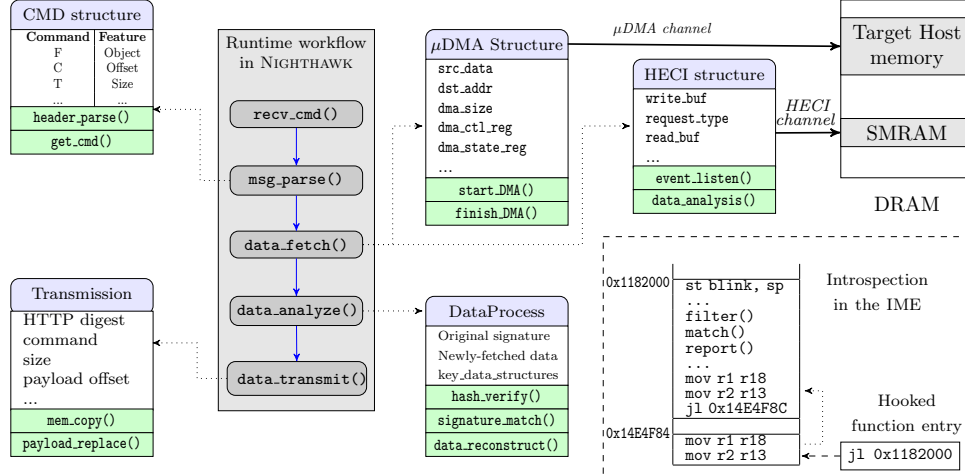 CMD structure
Command Feature
F Object
C Offset
T Size
... ...
header_parse()
get_cmd()
Runtime workflow
in NIGHTHAWK
recv_cmd()
msg_parse()
data_fetch()
data_analyze()
data_transmit()
μDMA Structure
src_data
dst_addr
dma_size
dma_ctl_reg
dma_state_reg
...
start_DMA()
finish_DMA()
μDMA channel
HECI structure
write_buf
request_type
read_buf
...
event_listen()
data_analysis()
HECI
channel
Target Host
memory
SMRAM
DRAM
Transmission
HTTP digest
command
size
payload offset
...
mem_copy()
payload_replace()
DataProcess
Original signature
Newly-fetched data
key_data_structures
hash_verify()
signature_match()
data_reconstruct()
Introspection
in the IME
0x1182000
st blink, sp
...
filter()
match()
report()
...
mov r1 r18
mov r2 r13
jl 0x14E4F8C
0x14E4F84
mov r1 r18
mov r2 r13
Hooked
function entry
jl 0x1182000